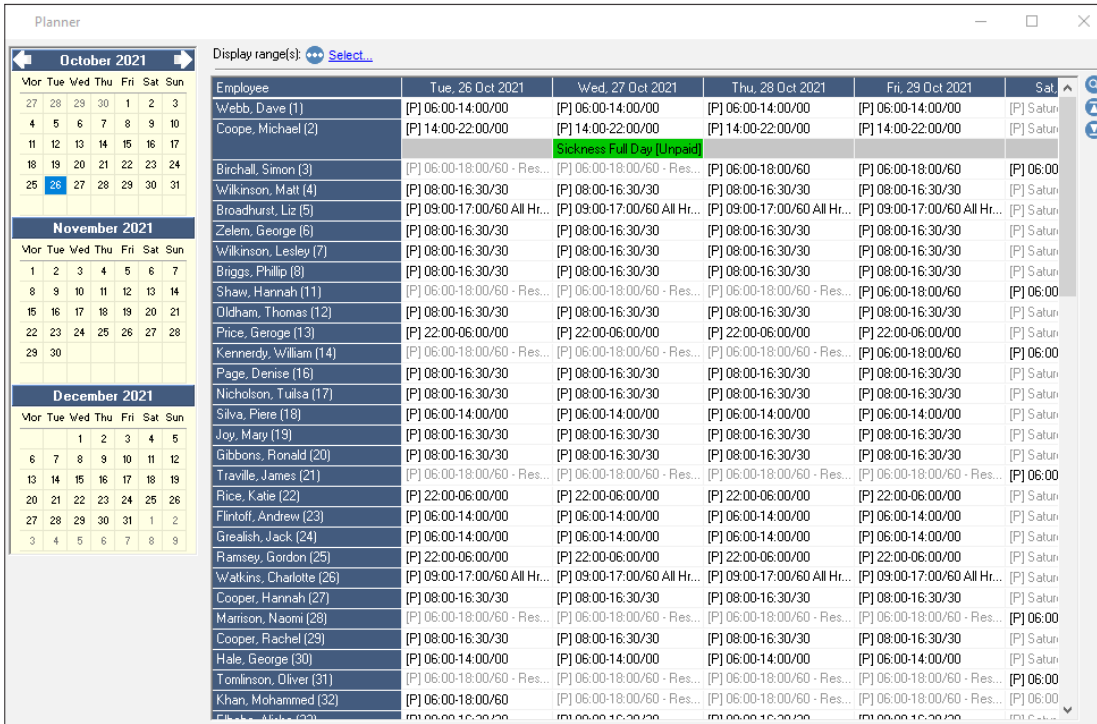 Planner
October 2021
Mor Tue Wed Thu Fri Sat Sun
27 28 29 30 1 2 3
4 5 6 7 8 9 10
11 12 13 14 15 16 17
18 19 20 21 22 23 24
25 26 27 28 29 30 31
November 2021
Mor Tue Wed Thu Fri Sat Sun
1 2 3 4 5 6 7
8 9 10 11 12 13 14
15 16 17 18 19 20 21
22 23 24 25 26 27 28
29 30
December 2021
Mor Tue Wed Thu Fri Sat Sun
1 2 3 4 5
6 7 8 9 10 11 12
13 14 15 16 17 18 19
20 21 22 23 24 25 26
27 28 29 30 31 1 2
3 4 5 6 7 8 9
Display range(s): Select...
Employee Tue, 26 Oct 2021 Wed, 27 Oct 2021 Thu, 28 Oct 2021 Fri, 29 Oct 2021 Sat,
Webb, Dave (1) [P] 06:00-14:00/00 [P] 06:00-14:00/00 [P] 06:00-14:00/00 [P] 06:00-14:00/00 [P] Satur
Coope, Michael (2) [P] 14:00-22:00/00 [P] 14:00-22:00/00 [P] 14:00-22:00/00 [P] 14:00-22:00/00 [P] Satur
Sickness Full Day [Unpaid]
Birchall, Simon (3) [P] 06:00-18:00/60 - Res... [P] 06:00-18:00/60 - Res... [P] 06:00-18:00/60 [P] 06:00-18:00/60 [P] 06:00
Wilkinson, Matt (4) [P] 08:00-16:30/30 [P] 08:00-16:30/30 [P] 08:00-16:30/30 [P] 08:00-16:30/30 [P] Satur
Broadhurst, Liz (5) [P] 09:00-17:00/60 All Hr... [P] 09:00-17:00/60 All Hr... [P] 09:00-17:00/60 All Hr... [P] 09:00-17:00/60 All Hr... [P] Satur
Zelem, George (6) [P] 08:00-16:30/30 [P] 08:00-16:30/30 [P] 08:00-16:30/30 [P] 08:00-16:30/30 [P] Satur
Wilkinson, Lesley (7) [P] 08:00-16:30/30 [P] 08:00-16:30/30 [P] 08:00-16:30/30 [P] 08:00-16:30/30 [P] Satur
Briggs, Phillip (8) [P] 08:00-16:30/30 [P] 08:00-16:30/30 [P] 08:00-16:30/30 [P] 08:00-16:30/30 [P] Satur
Shaw, Hannah (11) [P] 06:00-18:00/60 - Res... [P] 06:00-18:00/60 - Res... [P] 06:00-18:00/60 - Res... [P] 06:00-18:00/60 [P] 06:00
Oldham, Thomas (12) [P] 08:00-16:30/30 [P] 08:00-16:30/30 [P] 08:00-16:30/30 [P] 08:00-16:30/30 [P] Satur
Price, Geroge (13) [P] 22:00-06:00/00 [P] 22:00-06:00/00 [P] 22:00-06:00/00 [P] 22:00-06:00/00 [P] Satur
Kennerdy, William (14) [P] 06:00-18:00/60 - Res... [P] 06:00-18:00/60 - Res... [P] 06:00-18:00/60 - Res... [P] 06:00-18:00/60 [P] 06:00
Page, Denise (16) [P] 08:00-16:30/30 [P] 08:00-16:30/30 [P] 08:00-16:30/30 [P] 08:00-16:30/30 [P] Satur
Nicholson, Tuilsa (17) [P] 08:00-16:30/30 [P] 08:00-16:30/30 [P] 08:00-16:30/30 [P] 08:00-16:30/30 [P] Satur
Silva, Piere (18) [P] 06:00-14:00/00 [P] 06:00-14:00/00 [P] 06:00-14:00/00 [P] 06:00-14:00/00 [P] Satur
Joy, Mary (19) [P] 08:00-16:30/30 [P] 08:00-16:30/30 [P] 08:00-16:30/30 [P] 08:00-16:30/30 [P] Satur
Gibbons, Ronald (20) [P] 08:00-16:30/30 [P] 08:00-16:30/30 [P] 08:00-16:30/30 [P] 08:00-16:30/30 [P] Satur
Traville, James (21) [P] 06:00-18:00/60 - Res... [P] 06:00-18:00/60 - Res... [P] 06:00-18:00/60 - Res... [P] 06:00-18:00/60 - Res... [P] 06:00
Rice, Katie (22) [P] 22:00-06:00/00 [P] 22:00-06:00/00 [P] 22:00-06:00/00 [P] 22:00-06:00/00 [P] Satur
Flintoff, Andrew (23) [P] 06:00-14:00/00 [P] 06:00-14:00/00 [P] 06:00-14:00/00 [P] 06:00-14:00/00 [P] Satur
Grealish, Jack (24) [P] 06:00-14:00/00 [P] 06:00-14:00/00 [P] 06:00-14:00/00 [P] 06:00-14:00/00 [P] Satur
Ramsey, Gordon (25) [P] 22:00-06:00/00 [P] 22:00-06:00/00 [P] 22:00-06:00/00 [P] 22:00-06:00/00 [P] Satur
Watkins, Charlotte (26) [P] 09:00-17:00/60 All Hr... [P] 09:00-17:00/60 All Hr... [P] 09:00-17:00/60 All Hr... [P] 09:00-17:00/60 All Hr... [P] Satur
Cooper, Hannah (27) [P] 08:00-16:30/30 [P] 08:00-16:30/30 [P] 08:00-16:30/30 [P] 08:00-16:30/30 [P] Satur
Marrison, Naomi (28) [P] 06:00-18:00/60 - Res... [P] 06:00-18:00/60 - Res... [P] 06:00-18:00/60 - Res... [P] 06:00-18:00/60 - Res... [P] 06:00
Cooper, Rachel (29) [P] 08:00-16:30/30 [P] 08:00-16:30/30 [P] 08:00-16:30/30 [P] 08:00-16:30/30 [P] Satur
Hale, George (30) [P] 06:00-14:00/00 [P] 06:00-14:00/00 [P] 06:00-14:00/00 [P] 06:00-14:00/00 [P] Satur
Tomlinson, Oliver (31) [P] 06:00-18:00/60 - Res... [P] 06:00-18:00/60 - Res... [P] 06:00-18:00/60 - Res... [P] 06:00-18:00/60 - Res... [P] 06:00
Khan, Mohammed (32) [P] 06:00-18:00/60 [P] 06:00-18:00/60 - Res... [P] 06:00-18:00/60 - Res... [P] 06:00-18:00/60 - Res... [P] 06:00